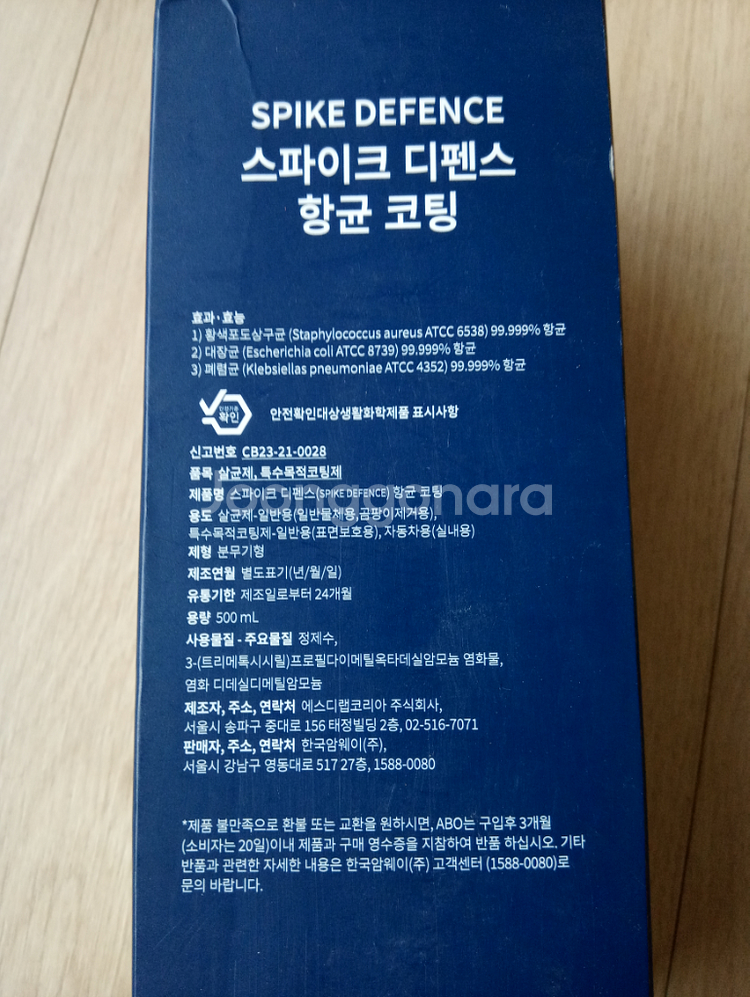 SPIKE DEFENCE
스파이크 디펜스
항균 코팅
효과·효능
1) 황색포도상구균 (Staphylococcus aureus ATCC 6538) 99.999% 항균
2) 대장균 (Escherichia coli ATCC 8739) 99.999% 항균
3) 폐렴균 (Klebsiellas pneumoniae ATCC 4352) 99.999% 항균
안전기준
확인
안전확인대상생활화학제품 표시사항
신고번호 CB23-21-0028
품목 살균제, 특수목적코팅제
제품명 스파이크 디펜스(SPIKE DEFENCE) 항균 코팅
Joonggonara
용도 살균제-일반용(일반물체용,곰팡이제거용),
특수목적코팅제-일반용(표면보호용), 자동차용(실내용)
제형 분무기형
제조연월 별도표기(년/월/일)
유통기한 제조일로부터 24개월
용량 500 mL
사용물질 - 주요물질 정제수,
3-(트리메톡시시릴)프로필다이메틸옥타데실암모늄 염화물,
염화 디데실디메틸암모늄
제조자, 주소, 연락처 에스디랩코리아 주식회사,
서울시 송파구 중대로 156 태정빌딩 2층, 02-516-7071
판매자, 주소, 연락처 한국암웨이(주),
서울시 강남구 영동대로 517 27층, 1588-0080
*제품 불만족으로 환불 또는 교환을 원하시면, ABO는 구입후 3개월
(소비자는 20일)이내 제품과 구매 영수증을 지참하여 반품 하십시오. 기타
반품과 관련한 자세한 내용은 한국암웨이(주) 고객센터 (1588-0080)로
문의 바랍니다.